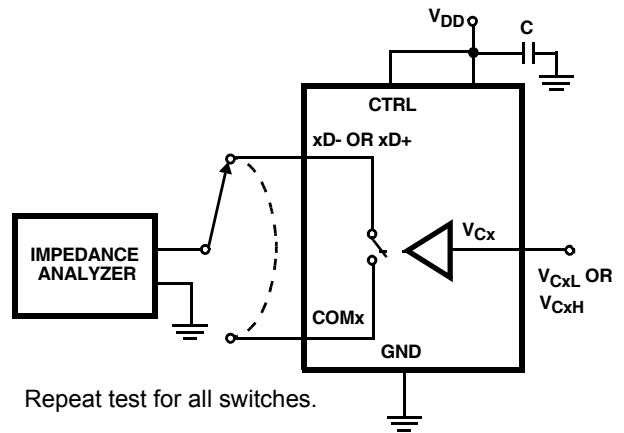 VDD
C
CTRL
xD- OR xD+
IMPEDANCE
ANALYZER
VCx
VCxL OR
VCxH
COMx
GND
Repeat test for all switches.